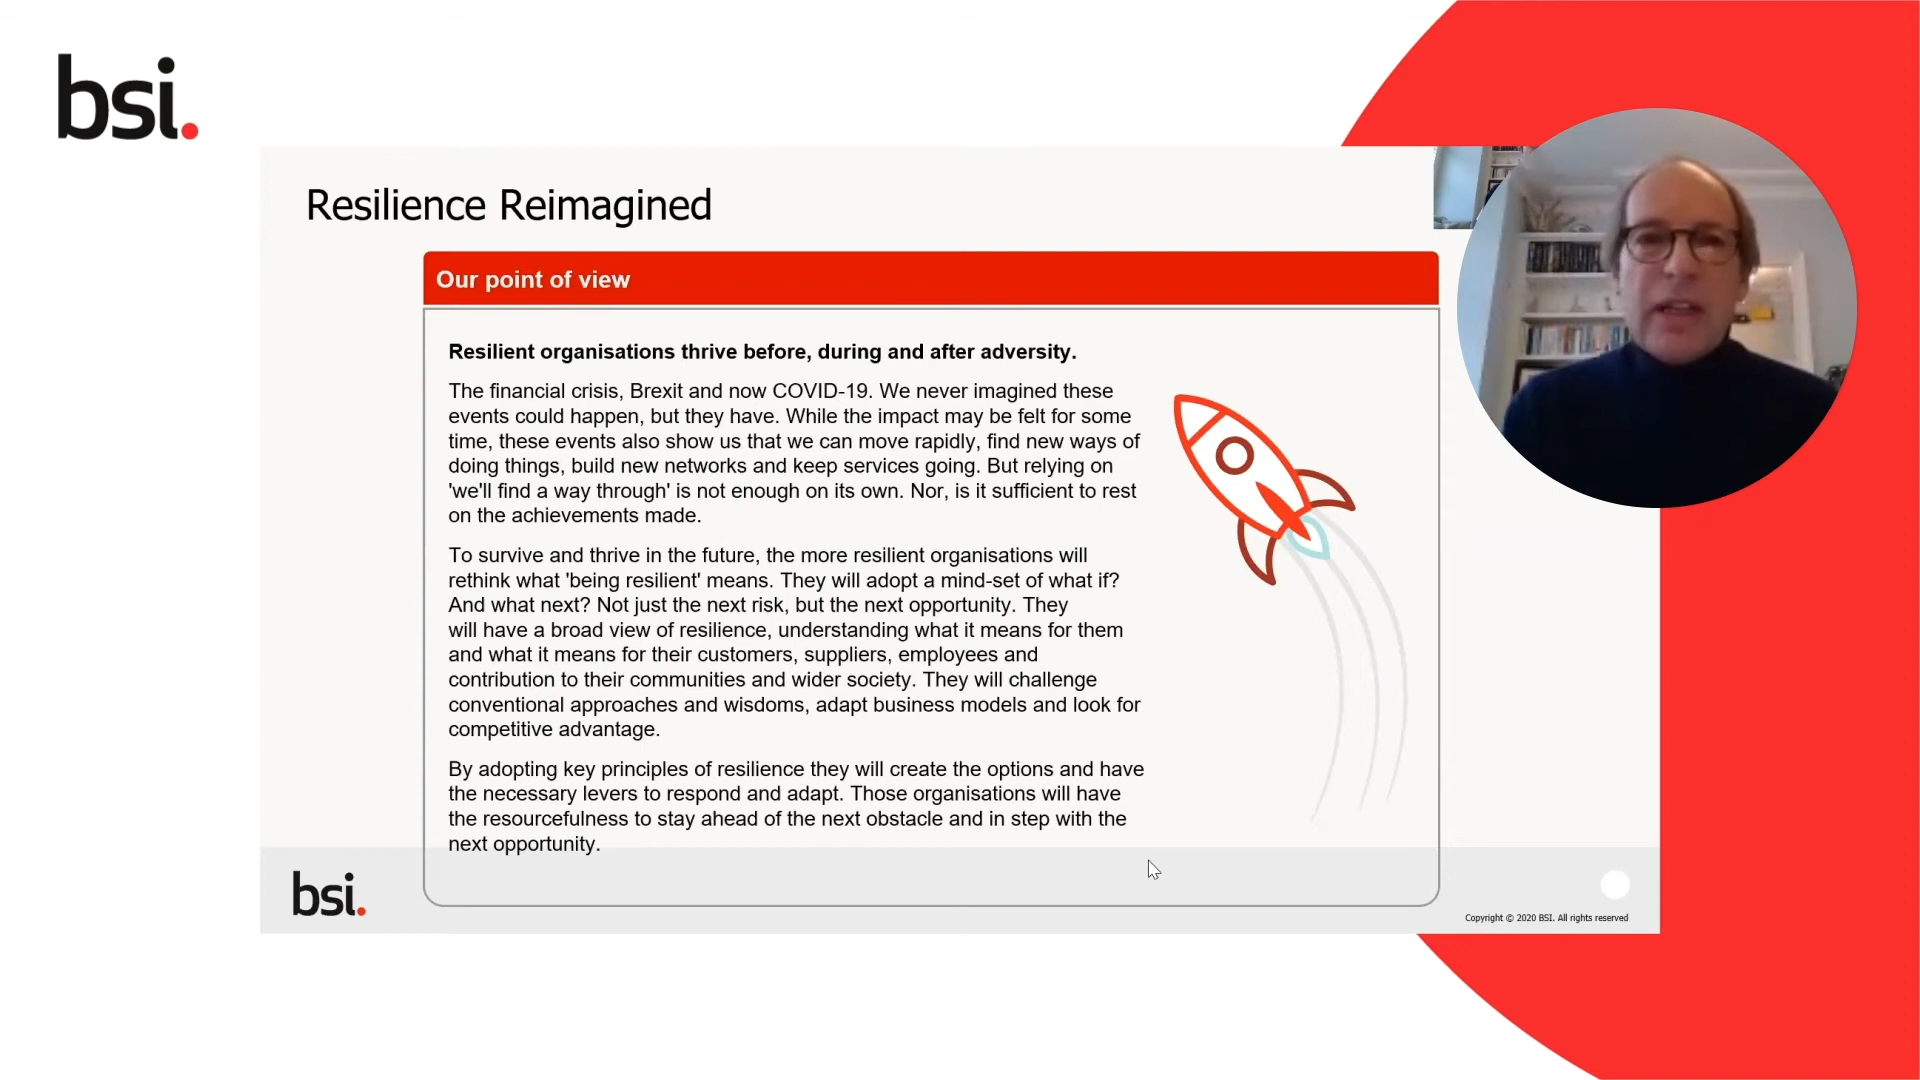 bsi.
Resilience Reimagined
Our point of view
Resilient organisations thrive before, during and after adversity.
The financial crisis, Brexit and now COVID-19. We never imagined these
events could happen, but they have. While the impact may be felt for some
time, these events also show us that we can move rapidly, find new ways of
doing things, build new networks and keep services going. But relying on
'we'll find a way through' is not enough on its own. Nor, is it sufficient to rest
on the achievements made.
To survive and thrive in the future, the more resilient organisations will
rethink what 'being resilient' means. They will adopt a mind-set of what if?
And what next? Not just the next risk, but the next opportunity. They
will have a broad view of resilience, understanding what it means for them
and what it means for their customers, suppliers, employees and
contribution to their communities and wider society. They will challenge
conventional approaches and wisdoms, adapt business models and look for
competitive advantage.
By adopting key principles of resilience they will create the options and have
the necessary levers to respond and adapt. Those organisations will have
the resourcefulness to stay ahead of the next obstacle and in step with the
next opportunity.
bsi.
Copyright © 2020 BSI. All rights reserved